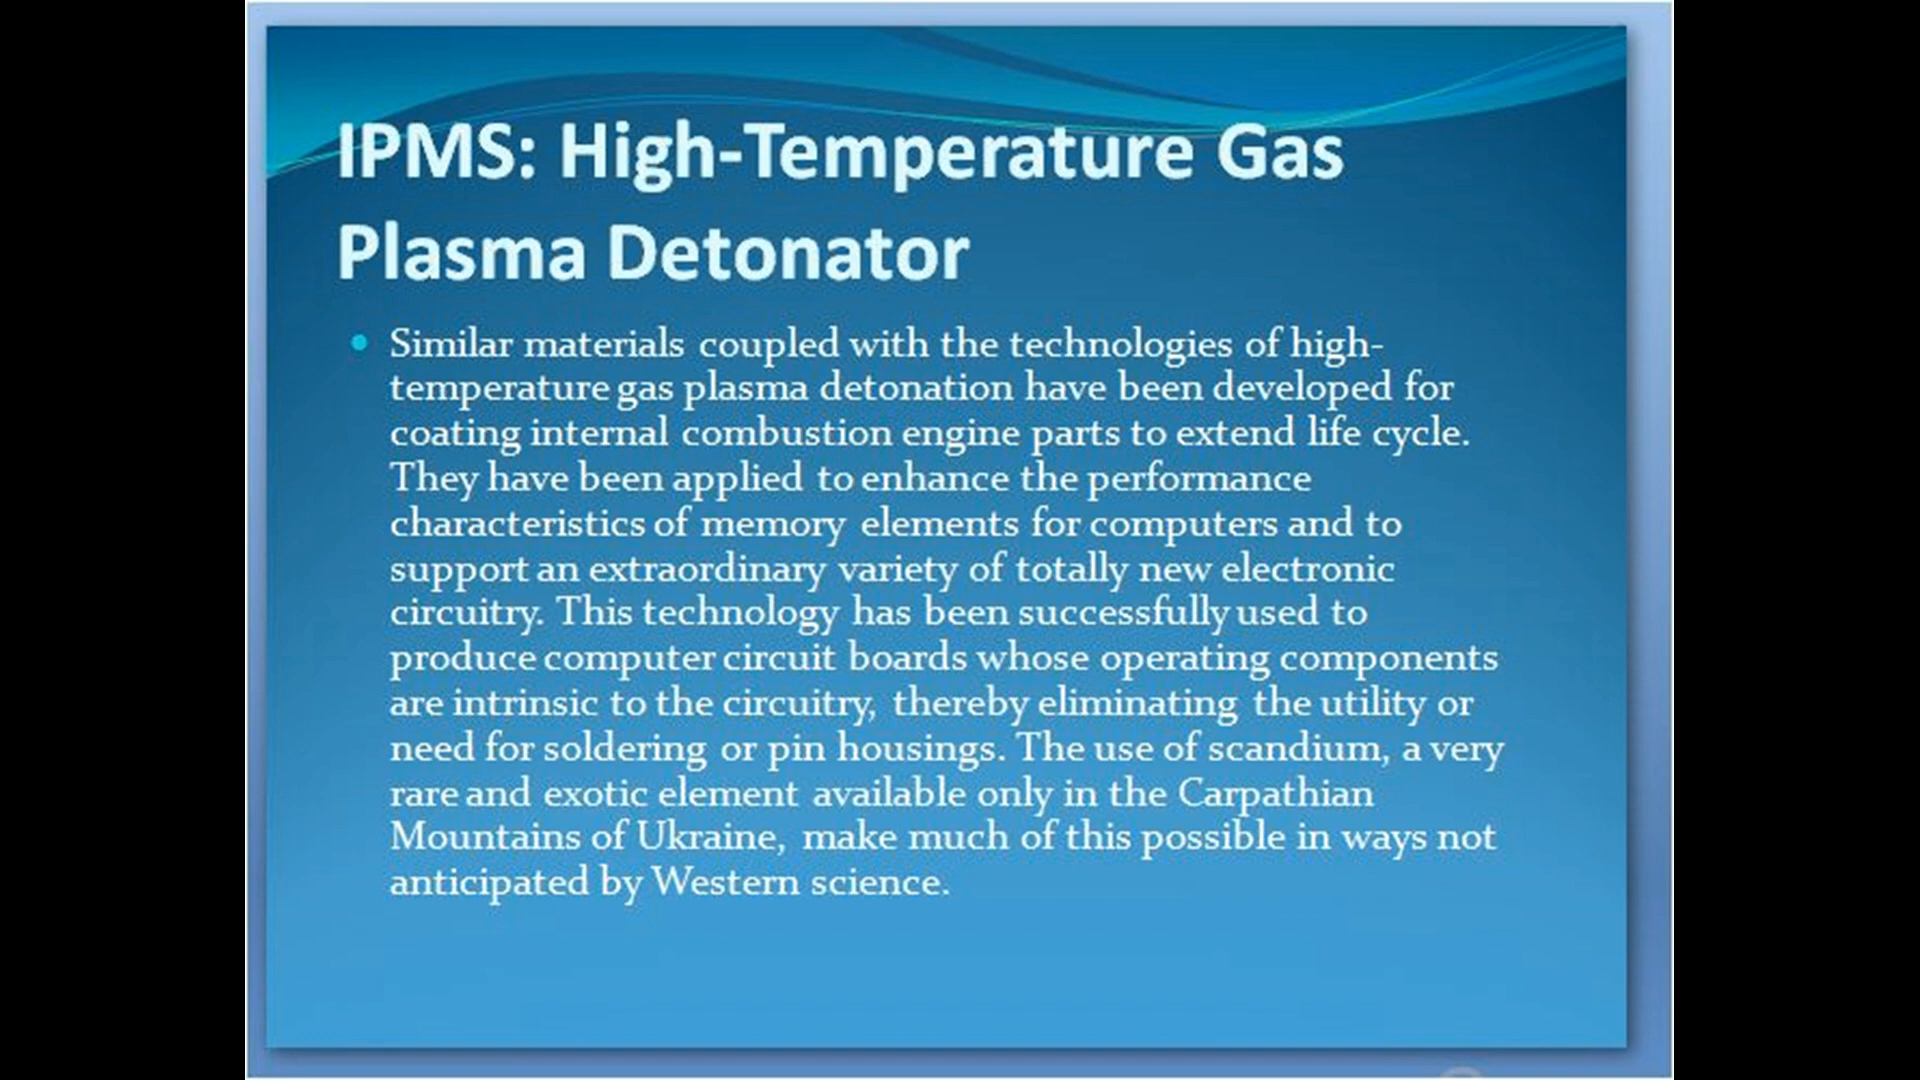 IPMS: High-Temperature Gas
Plasma Detonator
• Similar materials coupled with the technologies of high-
temperature gas plasma detonation have been developed for
coating internal combustion engine parts to extend life cycle.
They have been applied to enhance the performance
characteristics of memory elements for computers and to
support an extraordinary variety of totally new electronic
circuitry. This technology has been successfully used to
produce computer circuit boards whose operating components
are intrinsic to the circuitry, thereby eliminating the utility or
need for soldering or pin housings. The use of scandium, a very
rare and exotic element available only in the Carpathian
Mountains of Ukraine, make much of this possible in ways not
anticipated by Western science.